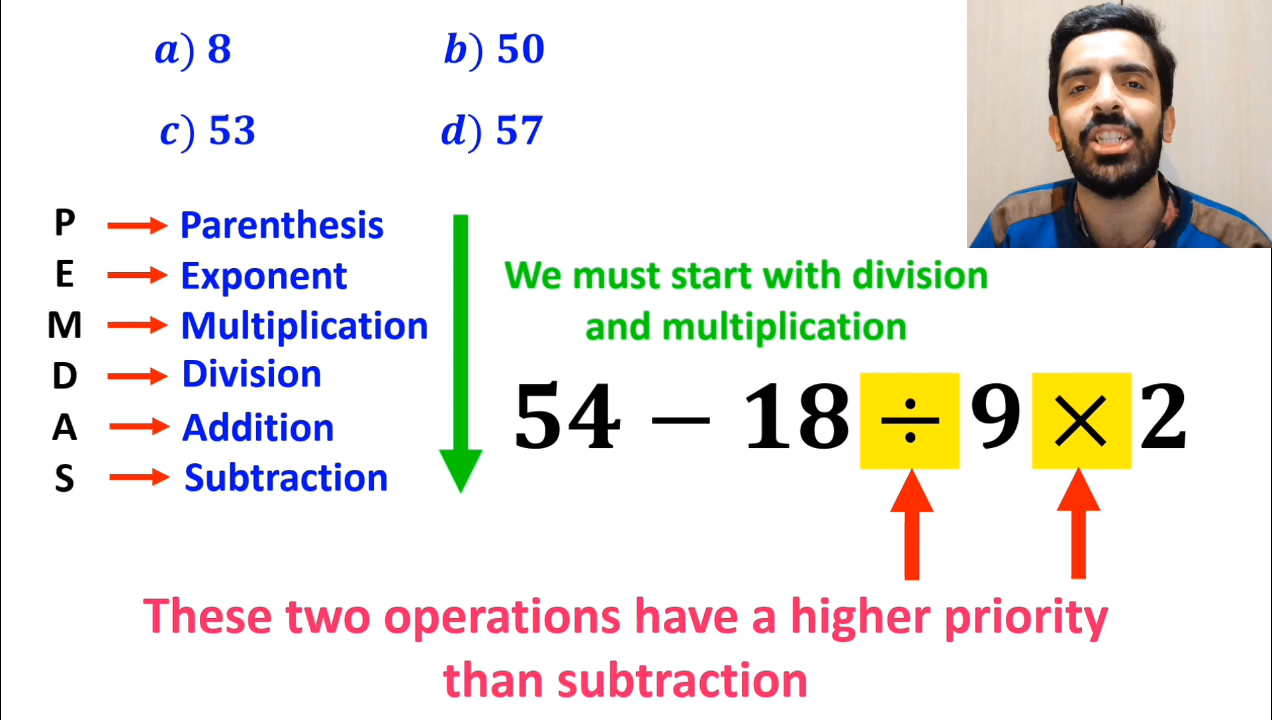 a) 8 b) 50
c) 53 d) 57
P Parenthesis
E Exponent
M Multiplication
D Division
A Addition
S Subtraction
We must start with division
and multiplication
54 − 18 ÷ 9 × 2
These two operations have a higher priority
than subtraction